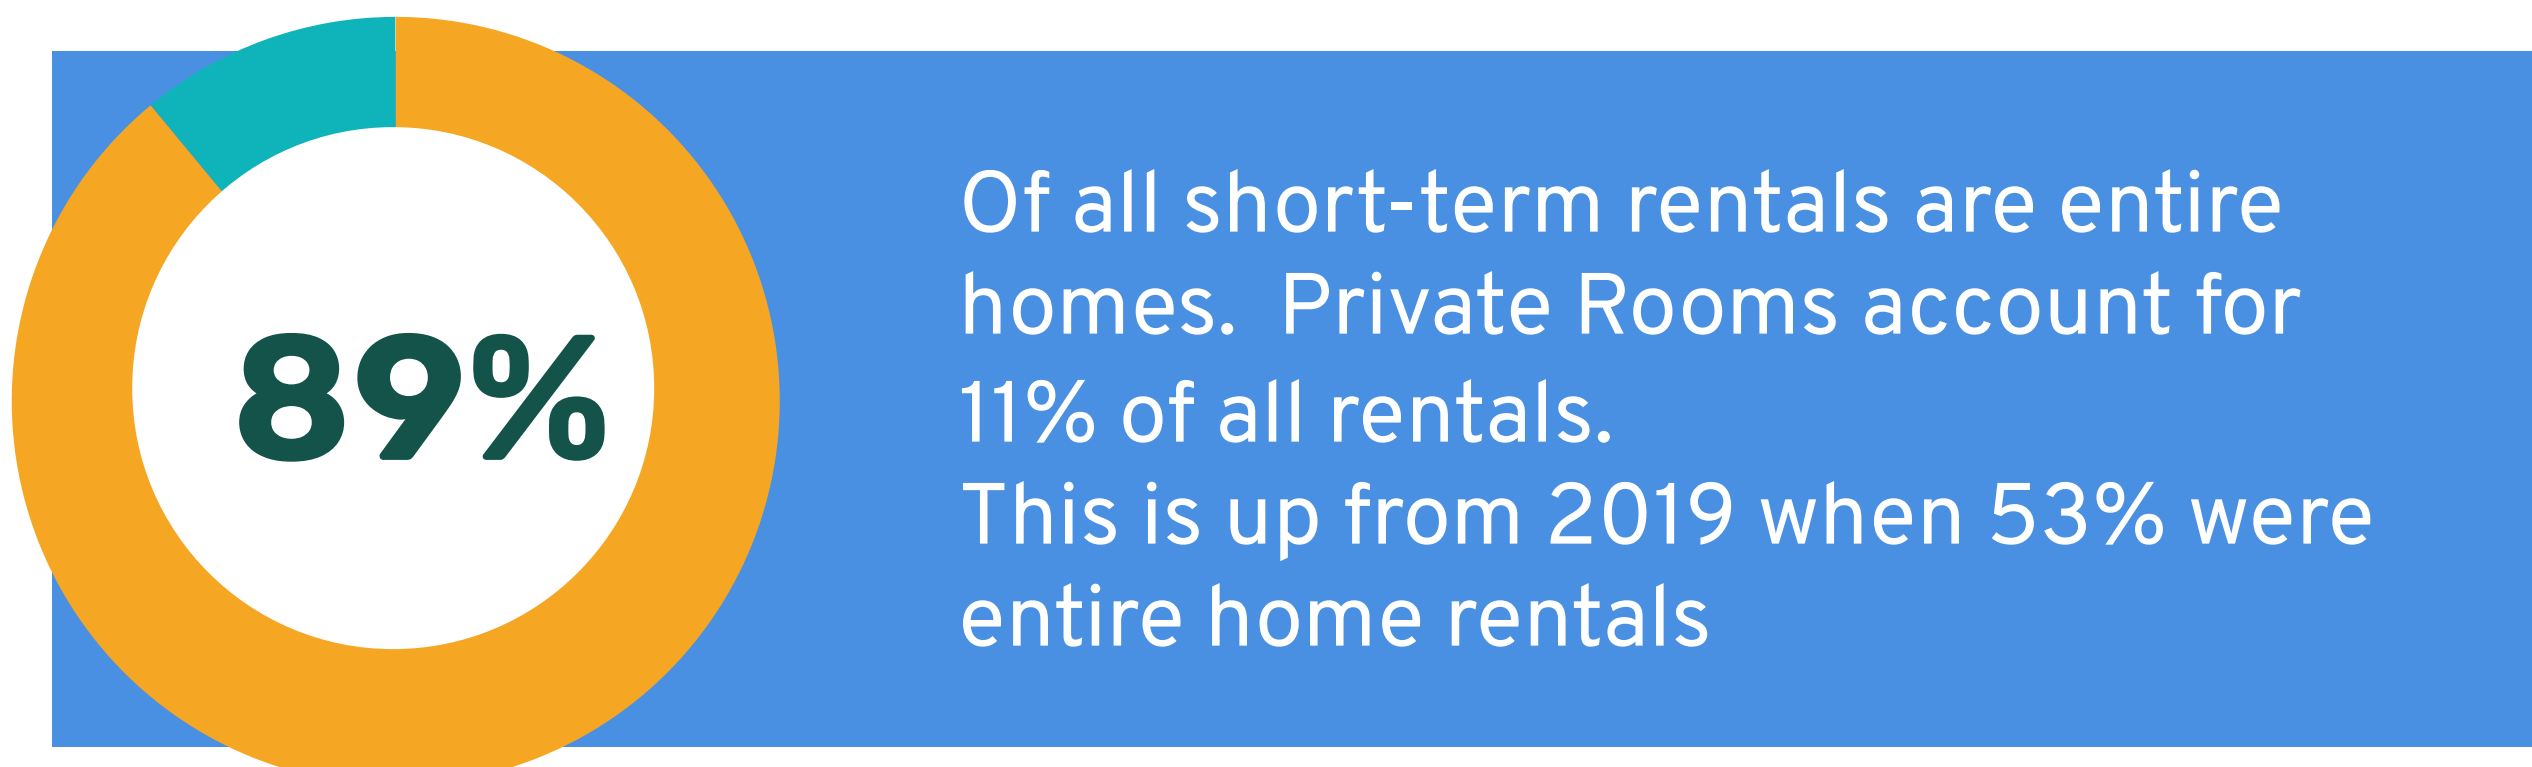 89%
Of all short-term rentals are entire
homes.  Private Rooms account for
11% of all rentals.
This is up from 2019 when 53% were
entire home rentals